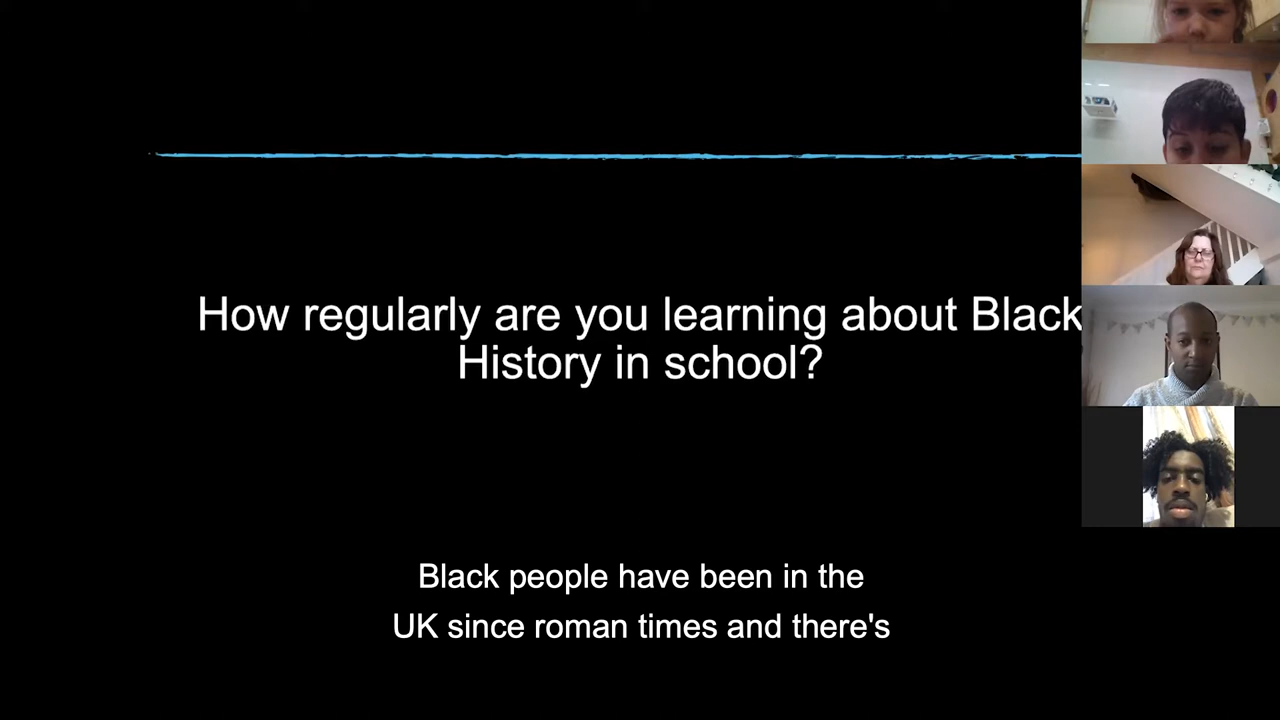 How regularly are you learning about Black
History in school?
Black people have been in the
UK since roman times and there's